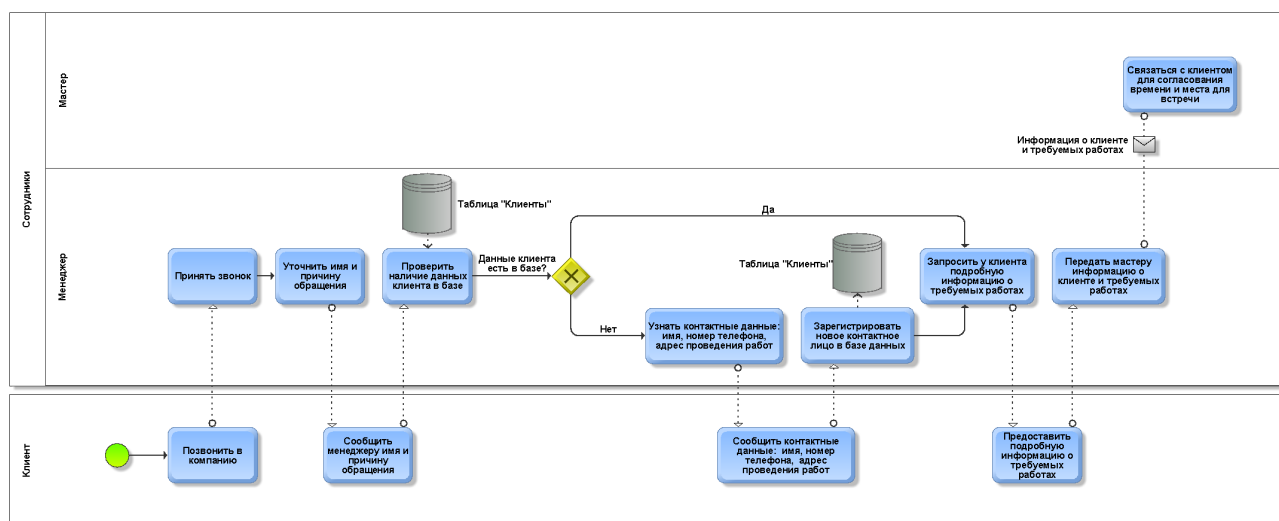 Сотрудники
Мастер
Связаться с клиентом
для согласования
времени и места для
встречи
Информация о клиенте
и требуемых работах
Менеджер
Таблица "Клиенты"
Да
Принять звонок
Уточнить имя и
причину
обращения
Проверить
наличие данных
клиента в базе
Данные клиента
есть в базе?
Таблица "Клиенты"
Запросить у клиента
подробную
информацию о
требуемых работах
Передать мастеру
информацию о
клиенте и требуемых
работах
Нет
Узнать контактные данные:
имя, номер телефона,
адрес проведения работ
Зарегистрировать
новое контактное
лицо в базе данных
Клиент
Позвонить в
компанию
Сообщить
менеджеру имя и
причину
обращения
Сообщить контактные
данные: имя, номер
телефона, адрес
проведения работ
Предоставить
подробную
информацию о
требуемых
работах